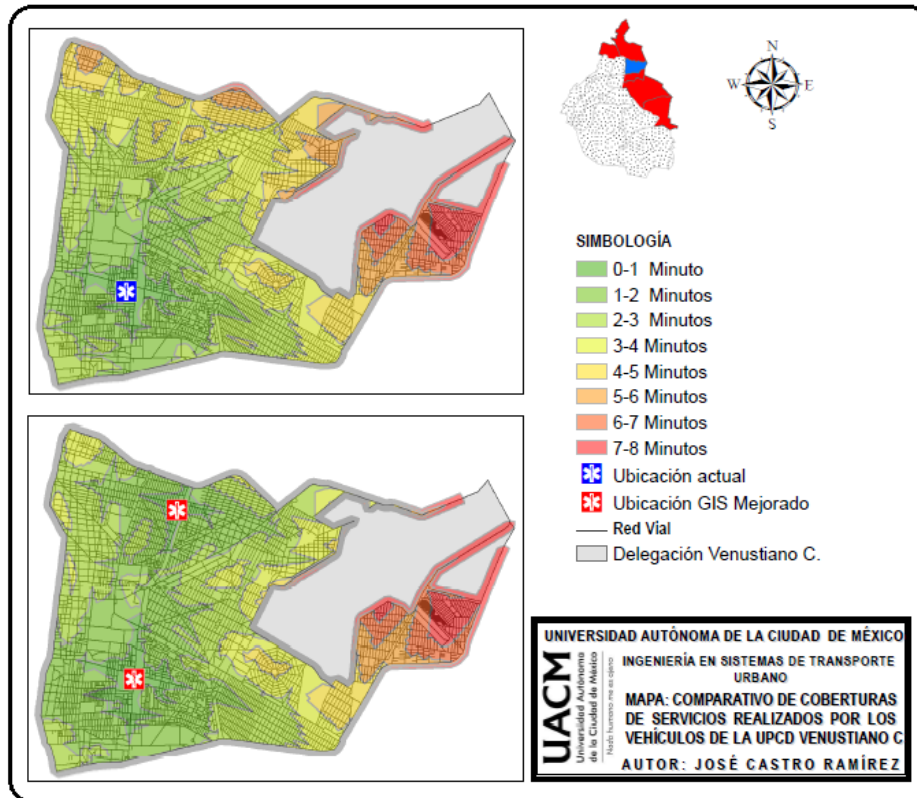 N
W
E
S
SIMBOLOGÍA
0-1 Minuto
1-2 Minutos
2-3 Minutos
3-4 Minutos
4-5 Minutos
5-6 Minutos
6-7 Minutos
7-8 Minutos
Ubicación actual
Ubicación GIS Mejorado
Red Vial
Delegación Venustiano C.
UNIVERSIDAD AUTÓNOMA DE LA CIUDAD DE MÉXICO
UACM
Universidad Autónoma
de la Ciudad de México
Nada humano me es ajeno
INGENIERÍA EN SISTEMAS DE TRANSPORTE
URBANO
MAPA: COMPARATIVO DE COBERTURAS
DE SERVICIOS REALIZADOS POR LOS
VEHÍCULOS DE LA UPCD VENUSTIANO C
AUTOR: JOSÉ CASTRO RAMÍREZ